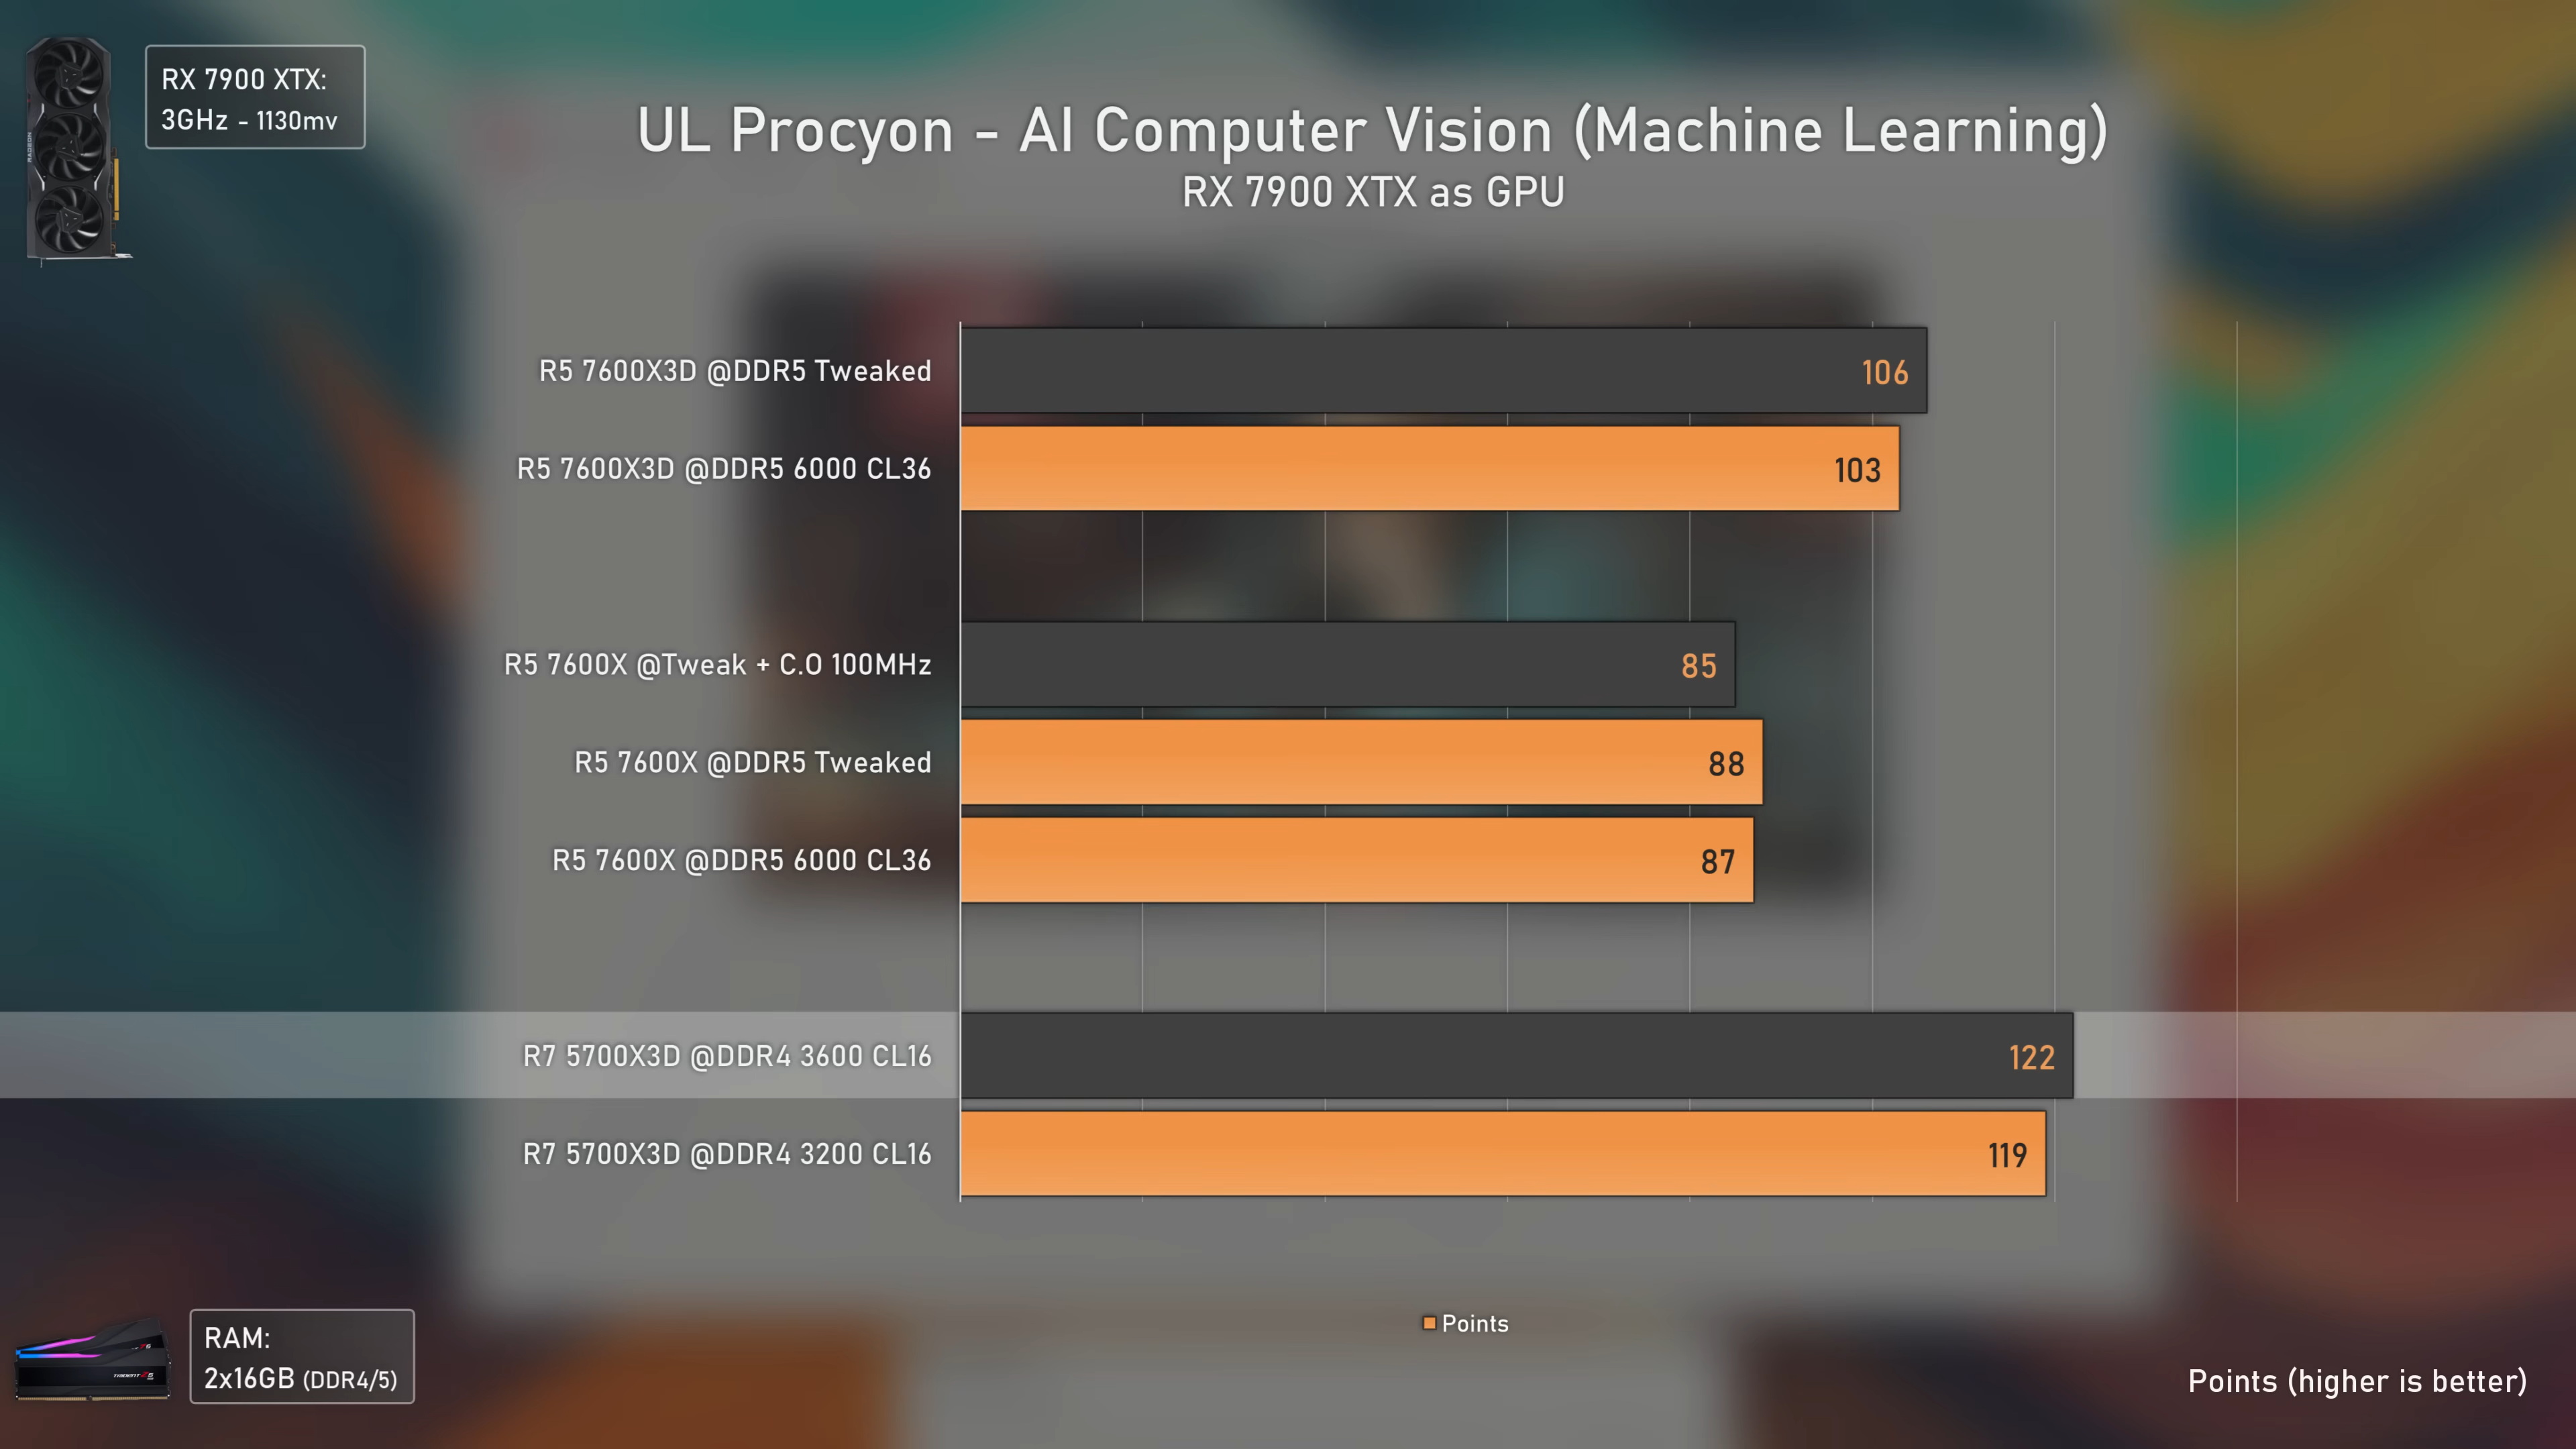 RX 7900 XTX:
3GHz - 1130mv
UL Procyon - AI Computer Vision (Machine Learning)
RX 7900 XTX as GPU
R5 7600X3D @DDR5 Tweaked
106
R5 7600X3D @DDR5 6000 CL36
103
R5 7600X @Tweak + C.O 100MHz
85
R5 7600X @DDR5 Tweaked
88
R5 7600X @DDR5 6000 CL36
87
R7 5700X3D @DDR4 3600 CL16
122
R7 5700X3D @DDR4 3200 CL16
119
Points
RAM:
2x16GB (DDR4/5)
Points (higher is better)
RADEON
TRIDENT Z5